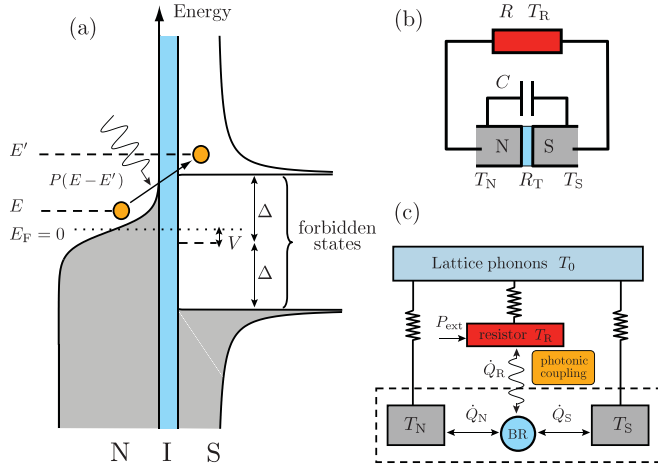 (a)
Energy
E′
P(E−E′)
E
E_F = 0
Δ
V
Δ
forbidden
states
N I S
(b)
R T_R
C
N S
T_N R_T T_S
(c)
Lattice phonons T_0
P_ext
resistor T_R
photonic
coupling
Q̇_R
T_N Q̇_N BR Q̇_S T_S